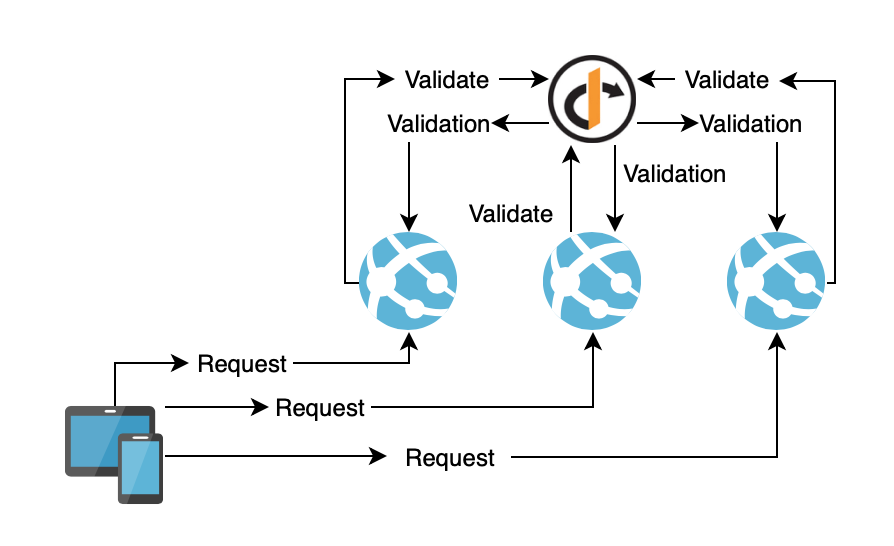 Validate
Validate
Validation
Validation
Validation
Validate
Request
Request
Request